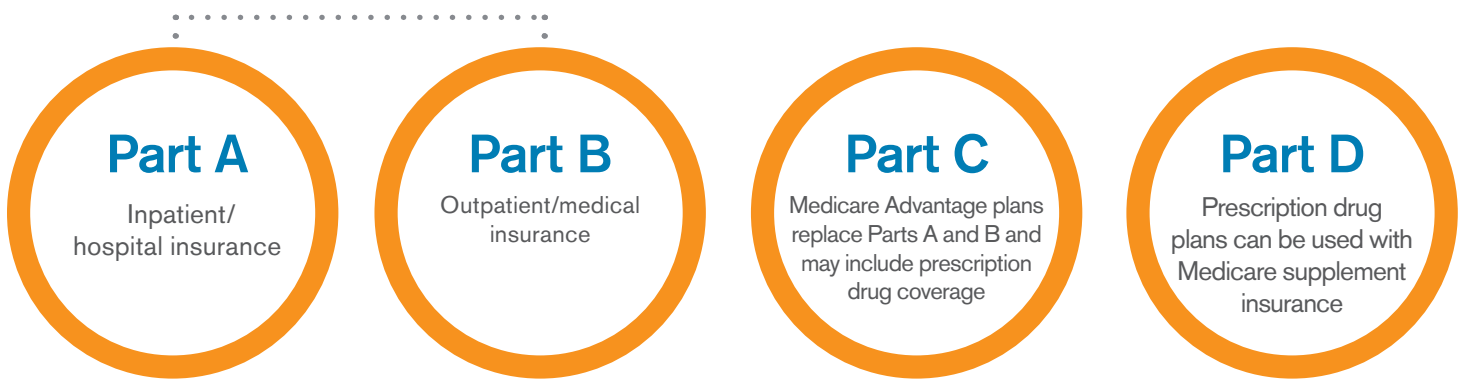 Part A
Inpatient/
hospital insurance
Part B
Outpatient/medical
insurance
Part C
Medicare Advantage plans
replace Parts A and B and
may include prescription
drug coverage
Part D
Prescription drug
plans can be used with
Medicare supplement
insurance